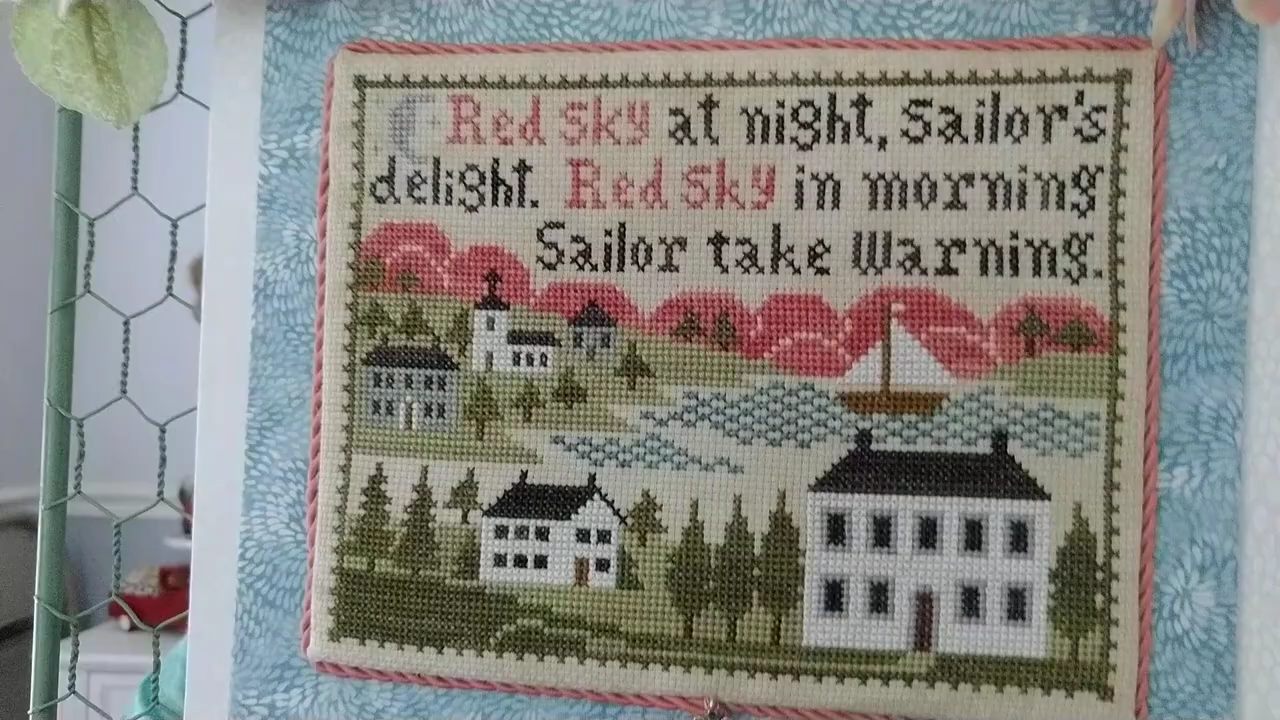 Red Sky at night, Sailor's
delight. Red Sky in morning
Sailor take Warning.